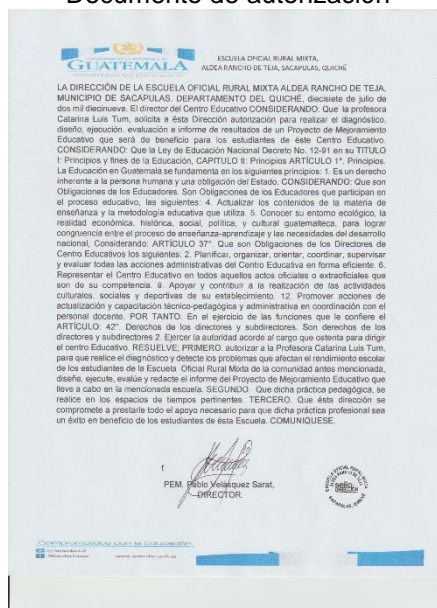 Documento de autorización
GUATEMALA
ESCUELA OFICIAL RURAL MIXTA,
ALDEA RANCHO DE TEJA, SACAPULAS, QUICHÉ
LA DIRECCIÓN DE LA ESCUELA OFICIAL RURAL MIXTA ALDEA RANCHO DE TEJA,
MUNICIPIO DE SACAPULAS, DEPARTAMENTO DEL QUICHÉ, diecisiete de julio de
dos mil diecinueve. El director del Centro Educativo CONSIDERANDO: Que la profesora
Catarina Luis Tum, solicita a ésta Dirección autorización para realizar el diagnóstico,
diseño, ejecución, evaluación e informe de resultados de un Proyecto de Mejoramiento
Educativo que será de beneficio para los estudiantes de éste Centro Educativo.
CONSIDERANDO: Que la Ley de Educación Nacional Decreto No. 12-91 en su TITULO
I: Principios y fines de la Educación, CAPITULO II: Principios ARTÍCULO 1°. Principios.
La Educación en Guatemala se fundamenta en los siguientes principios: 1. Es un derecho
inherente a la persona humana y una obligación del Estado. CONSIDERANDO: Que son
Obligaciones de los Educadores. Son Obligaciones de los Educadores que participan en
el proceso educativo, las siguientes: 4. Actualizar los contenidos de la materia de
enseñanza y la metodología educativa que utiliza. 5. Conocer su entorno ecológico, la
realidad económica, histórica, social, política, y cultural guatemalteca, para lograr
congruencia entre el proceso de enseñanza-aprendizaje y las necesidades del desarrollo
nacional, Considerando: ARTÍCULO 37°. Que son Obligaciones de los Directores de
Centro Educativos los siguientes: 2. Planificar, organizar, orientar, coordinar, supervisar
y evaluar todas las acciones administrativas del Centro Educativa en forma eficiente. 6.
Representar el Centro Educativo en todos aquellos actos oficiales o extraoficiales que
son de su competencia. 9. Apoyar y contribuir a la realización de las actividades
culturales, sociales y deportivas de su establecimiento. 12. Promover acciones de
actualización y capacitación técnico-pedagógica y administrativa en coordinación con el
personal docente. POR TANTO. En el ejercicio de las funciones que le confiere el
ARTÍCULO: 42°. Derechos de los directores y subdirectores. Son derechos de los
directores y subdirectores 2. Ejercer la autoridad acorde al cargo que ostenta para dirigir
el centro Educativo. RESUELVE; PRIMERO, autorizar a la Profesora Catarina Luis Tum,
para que realice el diagnóstico y detecte los problemas que afectan el rendimiento escolar
de los estudiantes de la Escuela Oficial Rural Mixta de la comunidad antes mencionada,
diseñe, ejecute, evalúe y redacte el informe del Proyecto de Mejoramiento Educativo que
lleve a cabo en la mencionada escuela. SEGUNDO. Que dicha práctica pedagógica, se
realice en los espacios de tiempos pertinentes. TERCERO. Que ésta dirección se
compromete a prestarle todo el apoyo necesario para que dicha práctica profesional sea
un éxito en beneficio de los estudiantes de ésta Escuela. COMUNIQUESE.
f.
PEM. Pablo Velásquez Sarat,
DIRECTOR.
sello
DIRECCIÓN
SACAPULAS, QUICHÉ
Comprometidos con la Educación